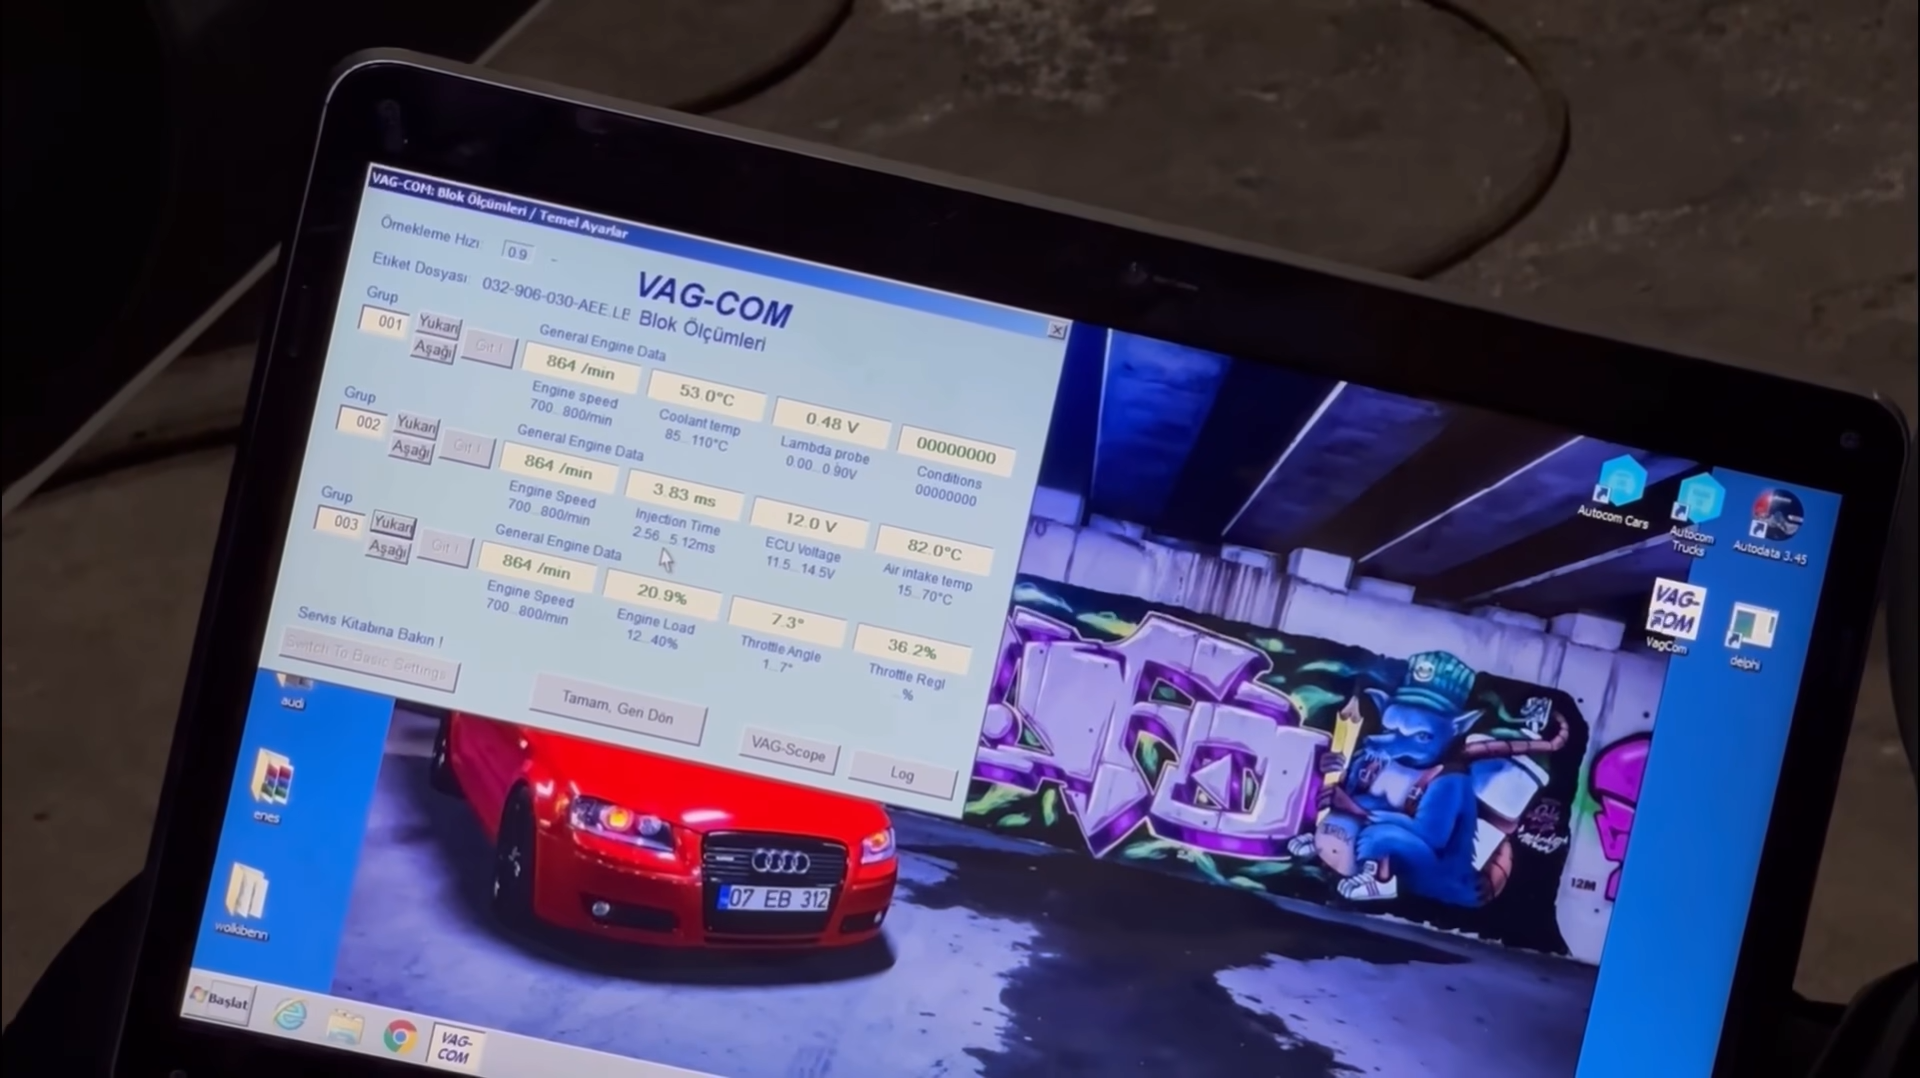 VAG-COM: Blok Ölçümleri / Temel Ayarlar
Örnekleme Hızı: 0.9 -
Etiket Dosyası: 032-906-030-AEE.LB
VAG-COM
Blok Ölçümleri
Grup
001
Yukarı
Aşağı
Git !
General Engine Data
864 /min
53.0°C
0.48 V
00000000
Engine speed
700...800/min
Coolant temp
85...110°C
Lambda probe
0.00...0.90V
Conditions
00000000
Grup
002
Yukarı
Aşağı
Git !
General Engine Data
864 /min
3.83 ms
12.0 V
82.0°C
Engine Speed
700...800/min
Injection Time
2.56...5.12ms
ECU Voltage
11.5...14.5V
Air intake temp
15...70°C
Grup
003
Yukarı
Aşağı
Git !
General Engine Data
864 /min
20.9%
7.3°
36.2%
Engine Speed
700...800/min
Engine Load
12...40%
Throttle Angle
1...7°
Throttle Regl
...%
Servis Kitabına Bakın !
Switch To Basic Settings
Tamam, Geri Dön
VAG-Scope
Log
Autocom Cars
Autocom
Trucks
Autodata 3.45
VAG-
COM
VagCom
delphi
audi
enes
07 EB 312
12M
Başlat
VAG-
COM